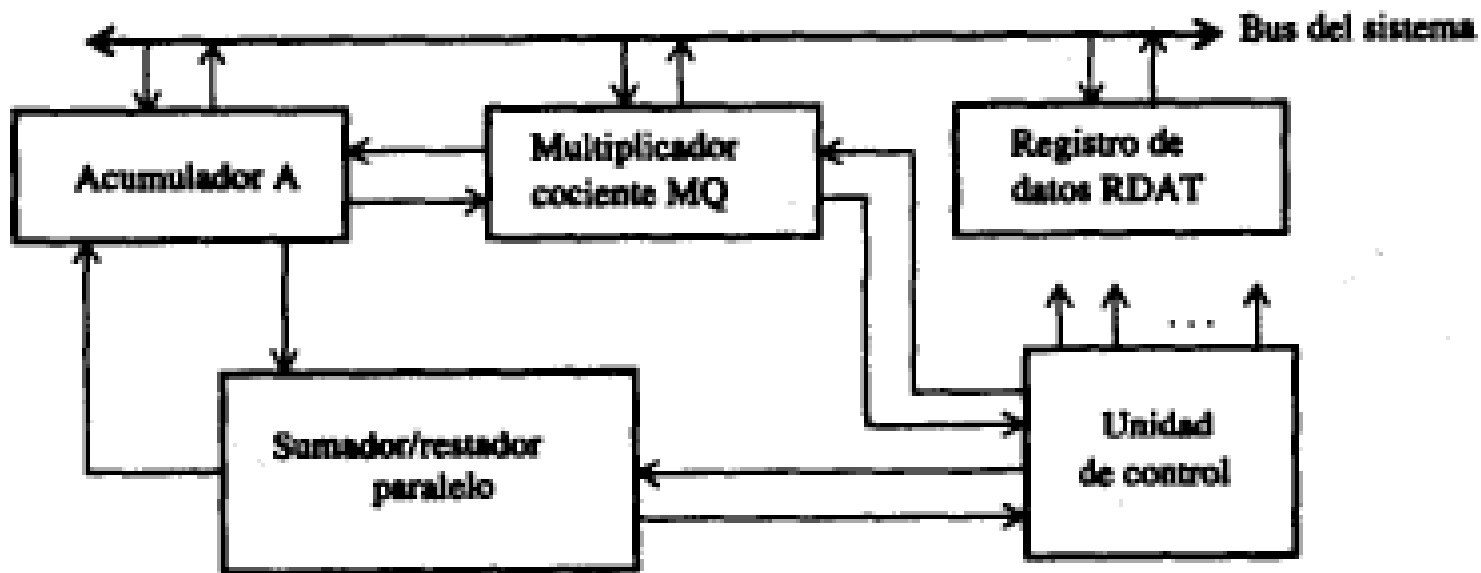 Bus del sistema
Acumulador A
Multiplicador
cociente MQ
Registro de
datos RDAT
...
Sumador/restador
paralelo
Unidad
de control